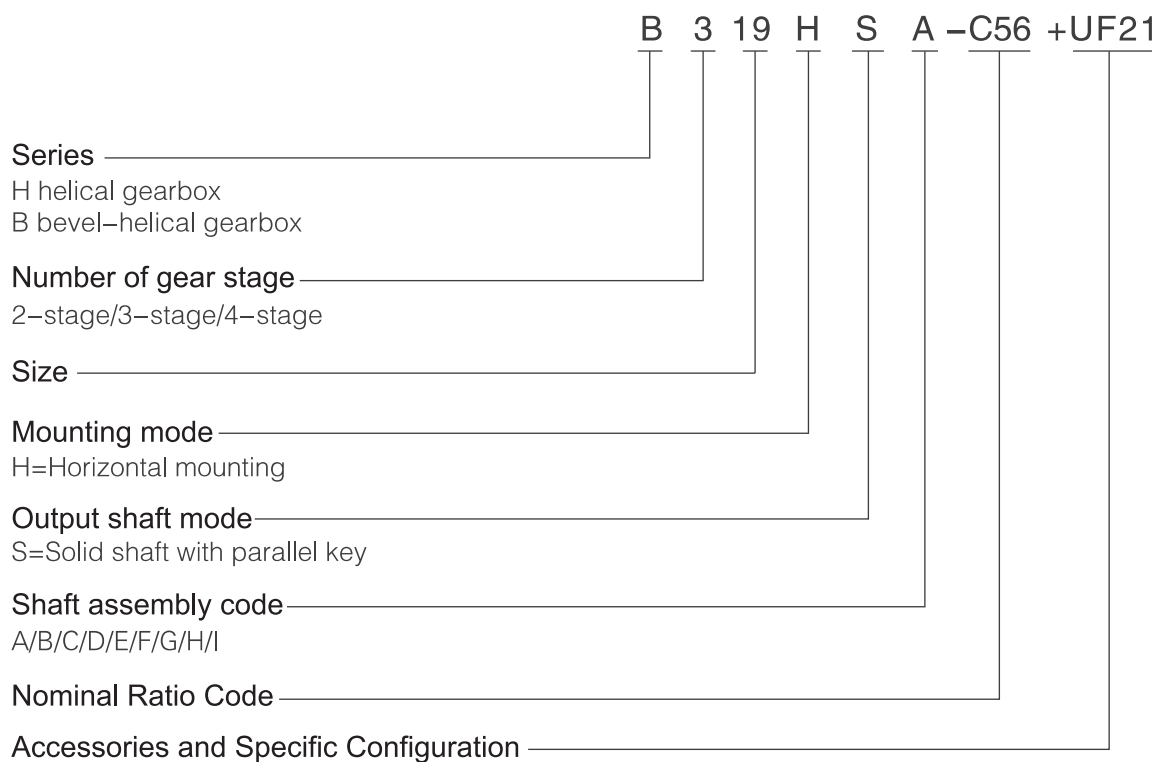 B 3 19 H S A –C56 +UF21
Series
H helical gearbox
B bevel–helical gearbox
Number of gear stage
2–stage/3–stage/4–stage
Size
Mounting mode
H=Horizontal mounting
Output shaft mode
S=Solid shaft with parallel key
Shaft assembly code
A/B/C/D/E/F/G/H/I
Nominal Ratio Code
Accessories and Specific Configuration